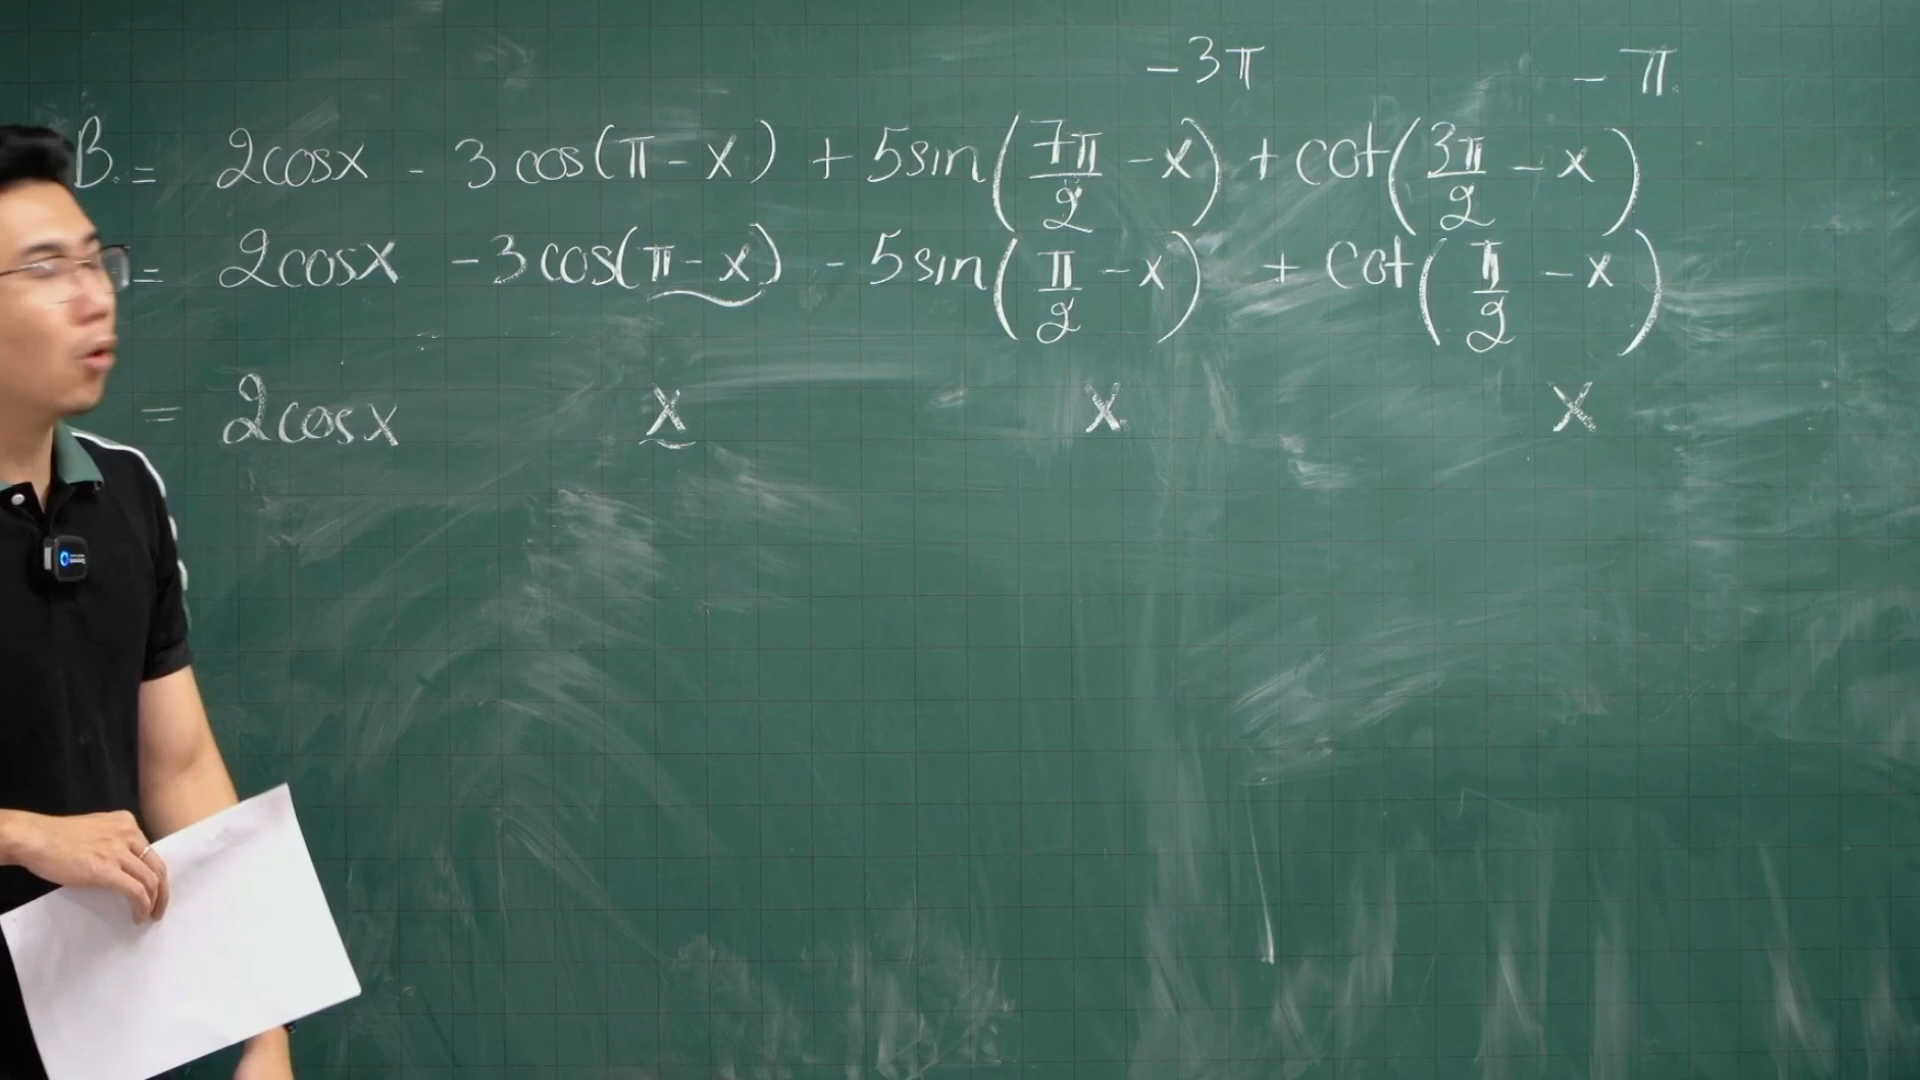 -3π -π
B = 2cosx - 3cos(π-x) + 5sin(7π/2 - x) + cot(3π/2 - x)
= 2cosx - 3cos(π-x) - 5sin(π/2 - x) + cot(π/2 - x)
= 2cosx x x x